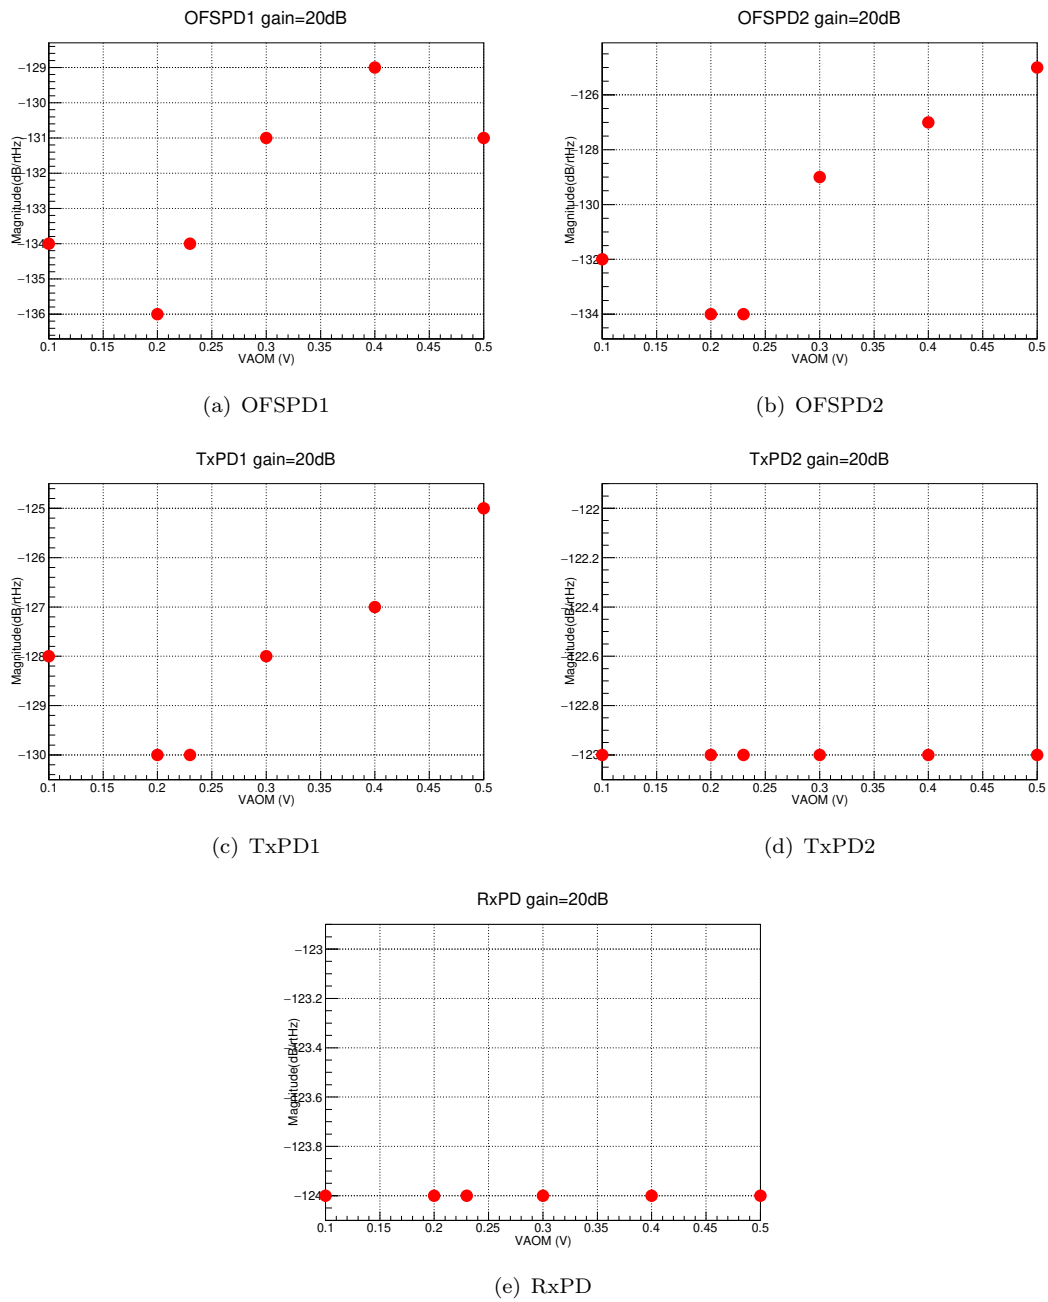 OFSPD1 gain=20dB
Magnitude(dB/rtHz)
−129
−130
−131
−132
−133
−134
−135
−136
0.1 0.15 0.2 0.25 0.3 0.35 0.4 0.45 0.5
VAOM (V)
(a) OFSPD1
OFSPD2 gain=20dB
Magnitude(dB/rtHz)
−126
−128
−130
−132
−134
0.1 0.15 0.2 0.25 0.3 0.35 0.4 0.45 0.5
VAOM (V)
(b) OFSPD2
TxPD1 gain=20dB
Magnitude(dB/rtHz)
−125
−126
−127
−128
−129
−130
0.1 0.15 0.2 0.25 0.3 0.35 0.4 0.45 0.5
VAOM (V)
(c) TxPD1
TxPD2 gain=20dB
Magnitude(dB/rtHz)
−122
−122.2
−122.4
−122.6
−122.8
−123
0.1 0.15 0.2 0.25 0.3 0.35 0.4 0.45 0.5
VAOM (V)
(d) TxPD2
RxPD gain=20dB
Magnitude(dB/rtHz)
−123
−123.2
−123.4
−123.6
−123.8
−124
0.1 0.15 0.2 0.25 0.3 0.35 0.4 0.45 0.5
VAOM (V)
(e) RxPD